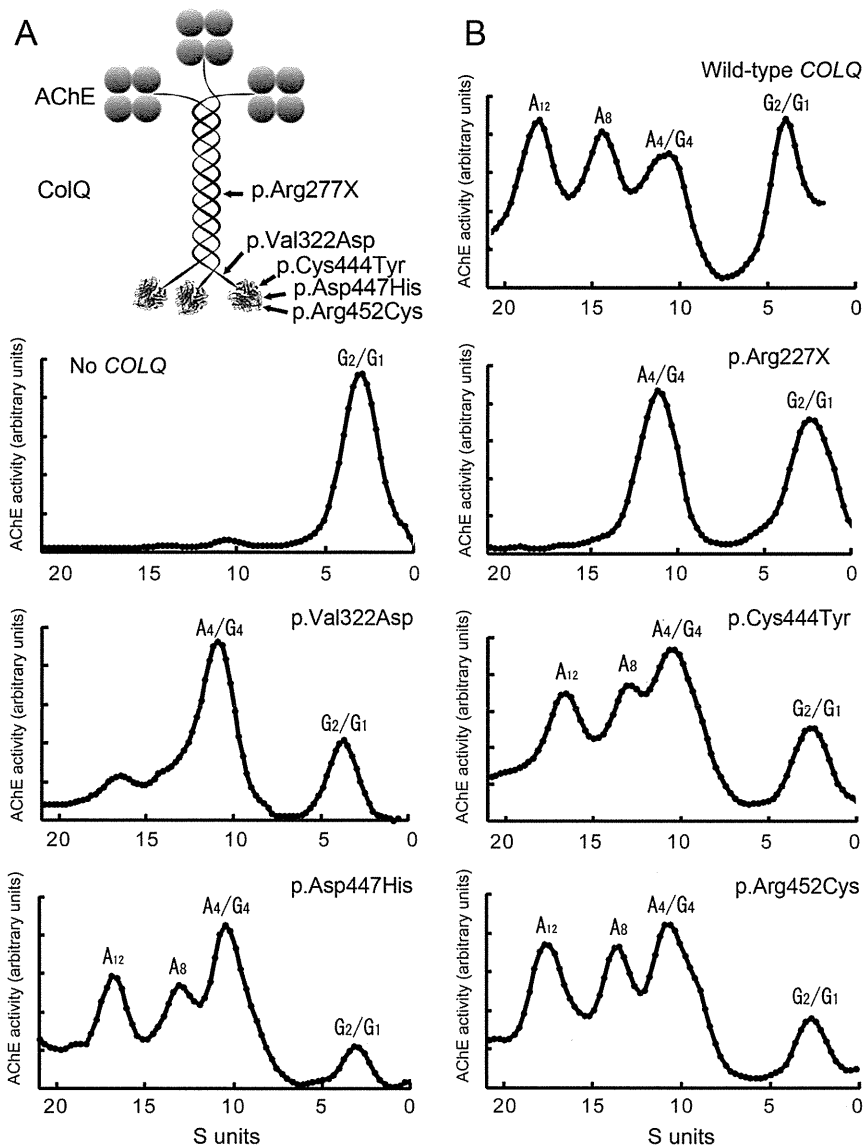 A
AChE
ColQ
p.Arg277X
p.Val322Asp
p.Cys444Tyr
p.Asp447His
p.Arg452Cys
B
Wild-type COLQ
AChE activity (arbitrary units)
A12
A8
A4/G4
G2/G1
20 15 10 5 0
No COLQ
AChE activity (arbitrary units)
G2/G1
20 15 10 5 0
p.Arg227X
AChE activity (arbitrary units)
A4/G4
G2/G1
20 15 10 5 0
p.Val322Asp
AChE activity (arbitrary units)
A4/G4
G2/G1
20 15 10 5 0
p.Cys444Tyr
AChE activity (arbitrary units)
A12
A8
A4/G4
G2/G1
20 15 10 5 0
p.Asp447His
AChE activity (arbitrary units)
A12
A8
A4/G4
G2/G1
20 15 10 5 0
S units
p.Arg452Cys
AChE activity (arbitrary units)
A12
A8
A4/G4
G2/G1
20 15 10 5 0
S units